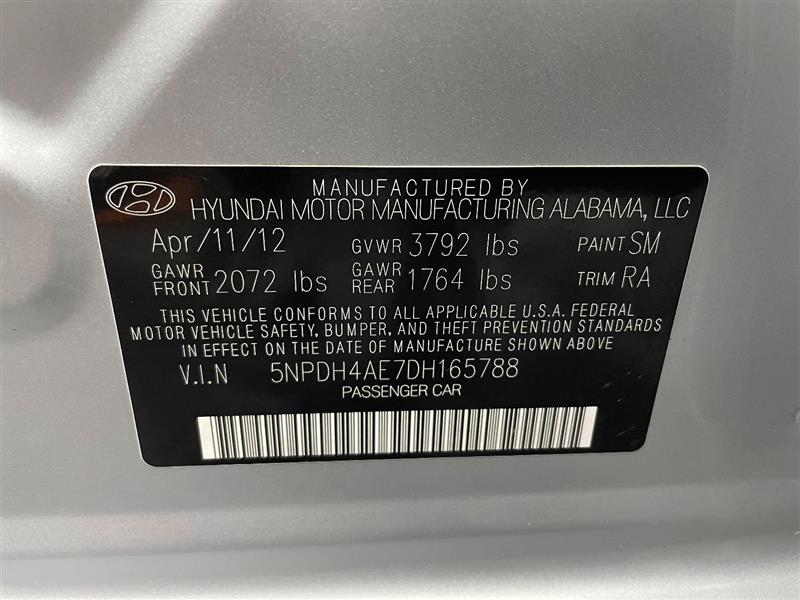 MANUFACTURED BY
HYUNDAI MOTOR MANUFACTURING ALABAMA, LLC
Apr/11/12 GVWR 3792 lbs PAINT SM
GAWR FRONT 2072 lbs GAWR REAR 1764 lbs TRIM RA
THIS VEHICLE CONFORMS TO ALL APPLICABLE U.S.A. FEDERAL
MOTOR VEHICLE SAFETY, BUMPER, AND THEFT PREVENTION STANDARDS
IN EFFECT ON THE DATE OF MANUFACTURE SHOWN ABOVE
V.I.N 5NPDH4AE7DH165788
PASSENGER CAR